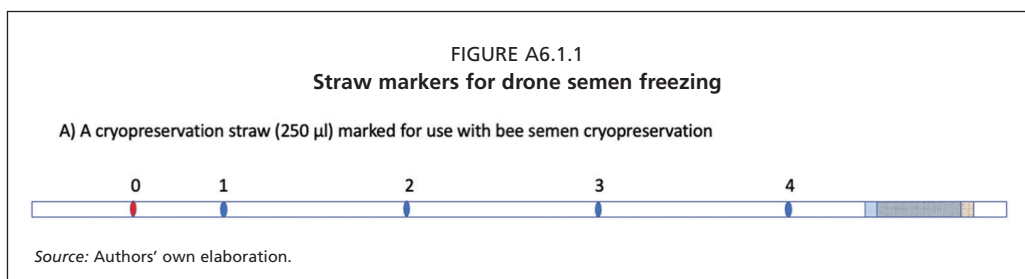 FIGURE A6.1.1
Straw markers for drone semen freezing
A) A cryopreservation straw (250 µl) marked for use with bee semen cryopreservation
0 1 2 3 4
Source: Authors' own elaboration.